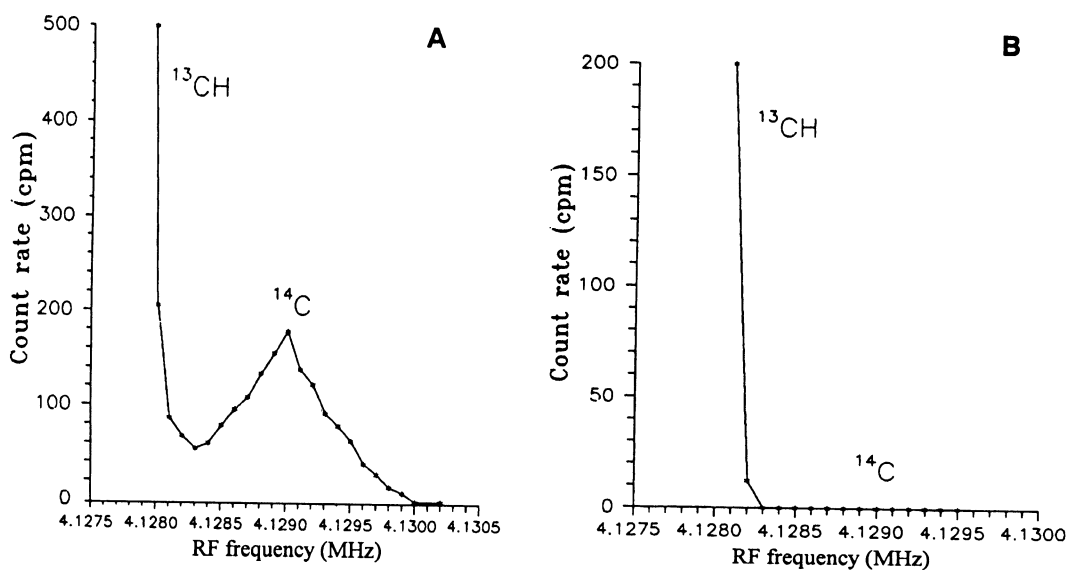 A
Count rate (cpm)
500
400
300
200
100
0
¹³CH
¹⁴C
4.1275 4.1280 4.1285 4.1290 4.1295 4.1300 4.1305
RF frequency (MHz)
B
Count rate (cpm)
200
150
100
50
0
¹³CH
¹⁴C
4.1275 4.1280 4.1285 4.1290 4.1295 4.1300
RF frequency (MHz)